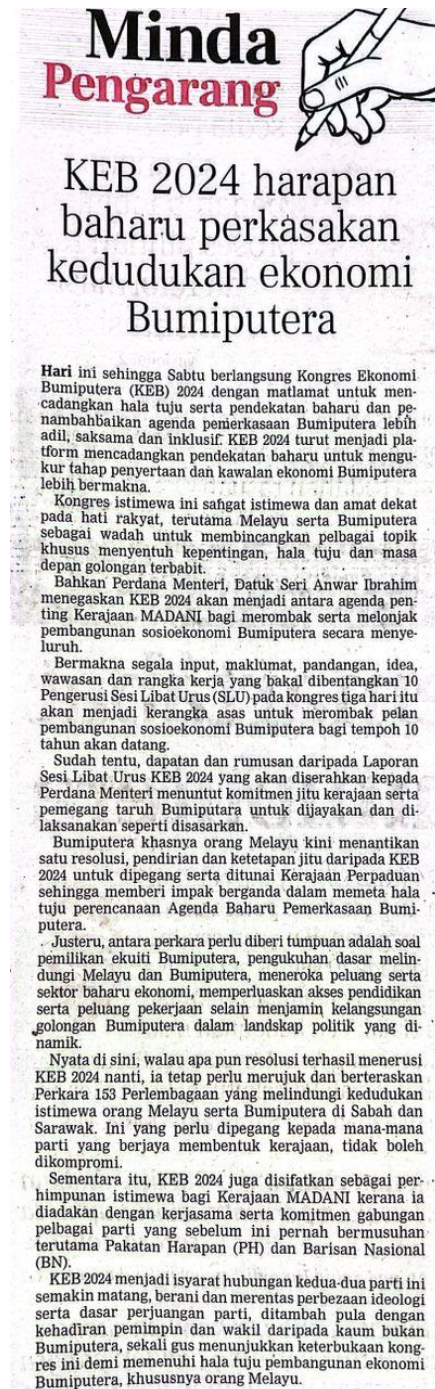 Minda
Pengarang
KEB 2024 harapan
baharu perkasakan
kedudukan ekonomi
Bumiputera
Hari ini sehingga Sabtu berlangsung Kongres Ekonomi
Bumiputera (KEB) 2024 dengan matlamat untuk men-
cadangkan hala tuju serta pendekatan baharu dan pe-
nambahbaikan agenda pemerkasaan Bumiputera lebih
adil, saksama dan inklusif. KEB 2024 turut menjadi pla-
tform mencadangkan pendekatan baharu untuk mengu-
kur tahap penyertaan dan kawalan ekonomi Bumiputera
lebih bermakna.
Kongres istimewa ini sangat istimewa dan amat dekat
pada hati rakyat, terutama Melayu serta Bumiputera
sebagai wadah untuk membincangkan pelbagai topik
khusus menyentuh kepentingan, hala tuju dan masa
depan golongan terbabit.
Bahkan Perdana Menteri, Datuk Seri Anwar Ibrahim
menegaskan KEB 2024 akan menjadi antara agenda pen-
ting Kerajaan MADANI bagi merombak serta melonjak
pembangunan sosioekonomi Bumiputera secara menye-
luruh.
Bermakna segala input, maklumat, pandangan, idea,
wawasan dan rangka kerja yang bakal dibentangkan 10
Pengerusi Sesi Libat Urus (SLU) pada kongres tiga hari itu
akan menjadi kerangka asas untuk merombak pelan
pembangunan sosioekonomi Bumiputera bagi tempoh 10
tahun akan datang.
Sudah tentu, dapatan dan rumusan daripada Laporan
Sesi Libat Urus KEB 2024 yang akan diserahkan kepada
Perdana Menteri menuntut komitmen jitu kerajaan serta
pemegang taruh Bumiputara untuk dijayakan dan di-
laksanakan seperti disasarkan.
Bumiputera khasnya orang Melayu kini menantikan
satu resolusi, pendirian dan ketetapan jitu daripada KEB
2024 untuk dipegang serta ditunai Kerajaan Perpaduan
sehingga memberi impak berganda dalam memeta hala
tuju perencanaan Agenda Baharu Pemerkasaan Bumi-
putera.
Justeru, antara perkara perlu diberi tumpuan adalah soal
pemilikan ekuiti Bumiputera, pengukuhan dasar melin-
dungi Melayu dan Bumiputera, meneroka peluang serta
sektor baharu ekonomi, memperluaskan akses pendidikan
serta peluang pekerjaan selain menjamin kelangsungan
golongan Bumiputera dalam landskap politik yang di-
namik.
Nyata di sini, walau apa pun resolusi terhasil menerusi
KEB 2024 nanti, ia tetap perlu merujuk dan berteraskan
Perkara 153 Perlembagaan yang melindungi kedudukan
istimewa orang Melayu serta Bumiputera di Sabah dan
Sarawak. Ini yang perlu dipegang kepada mana-mana
parti yang berjaya membentuk kerajaan, tidak boleh
dikompromi.
Sementara itu, KEB 2024 juga disifatkan sebagai per-
himpunan istimewa bagi Kerajaan MADANI kerana ia
diadakan dengan kerjasama serta komitmen gabungan
pelbagai parti yang sebelum ini pernah bermusuhan
terutama Pakatan Harapan (PH) dan Barisan Nasional
(BN).
KEB 2024 menjadi isyarat hubungan kedua-dua parti ini
semakin matang, berani dan merentas perbezaan ideologi
serta dasar perjuangan parti, ditambah pula dengan
kehadiran pemimpin dan wakil daripada kaum bukan
Bumiputera, sekali gus menunjukkan keterbukaan kong-
res ini demi memenuhi hala tuju pembangunan ekonomi
Bumiputera, khususnya orang Melayu.